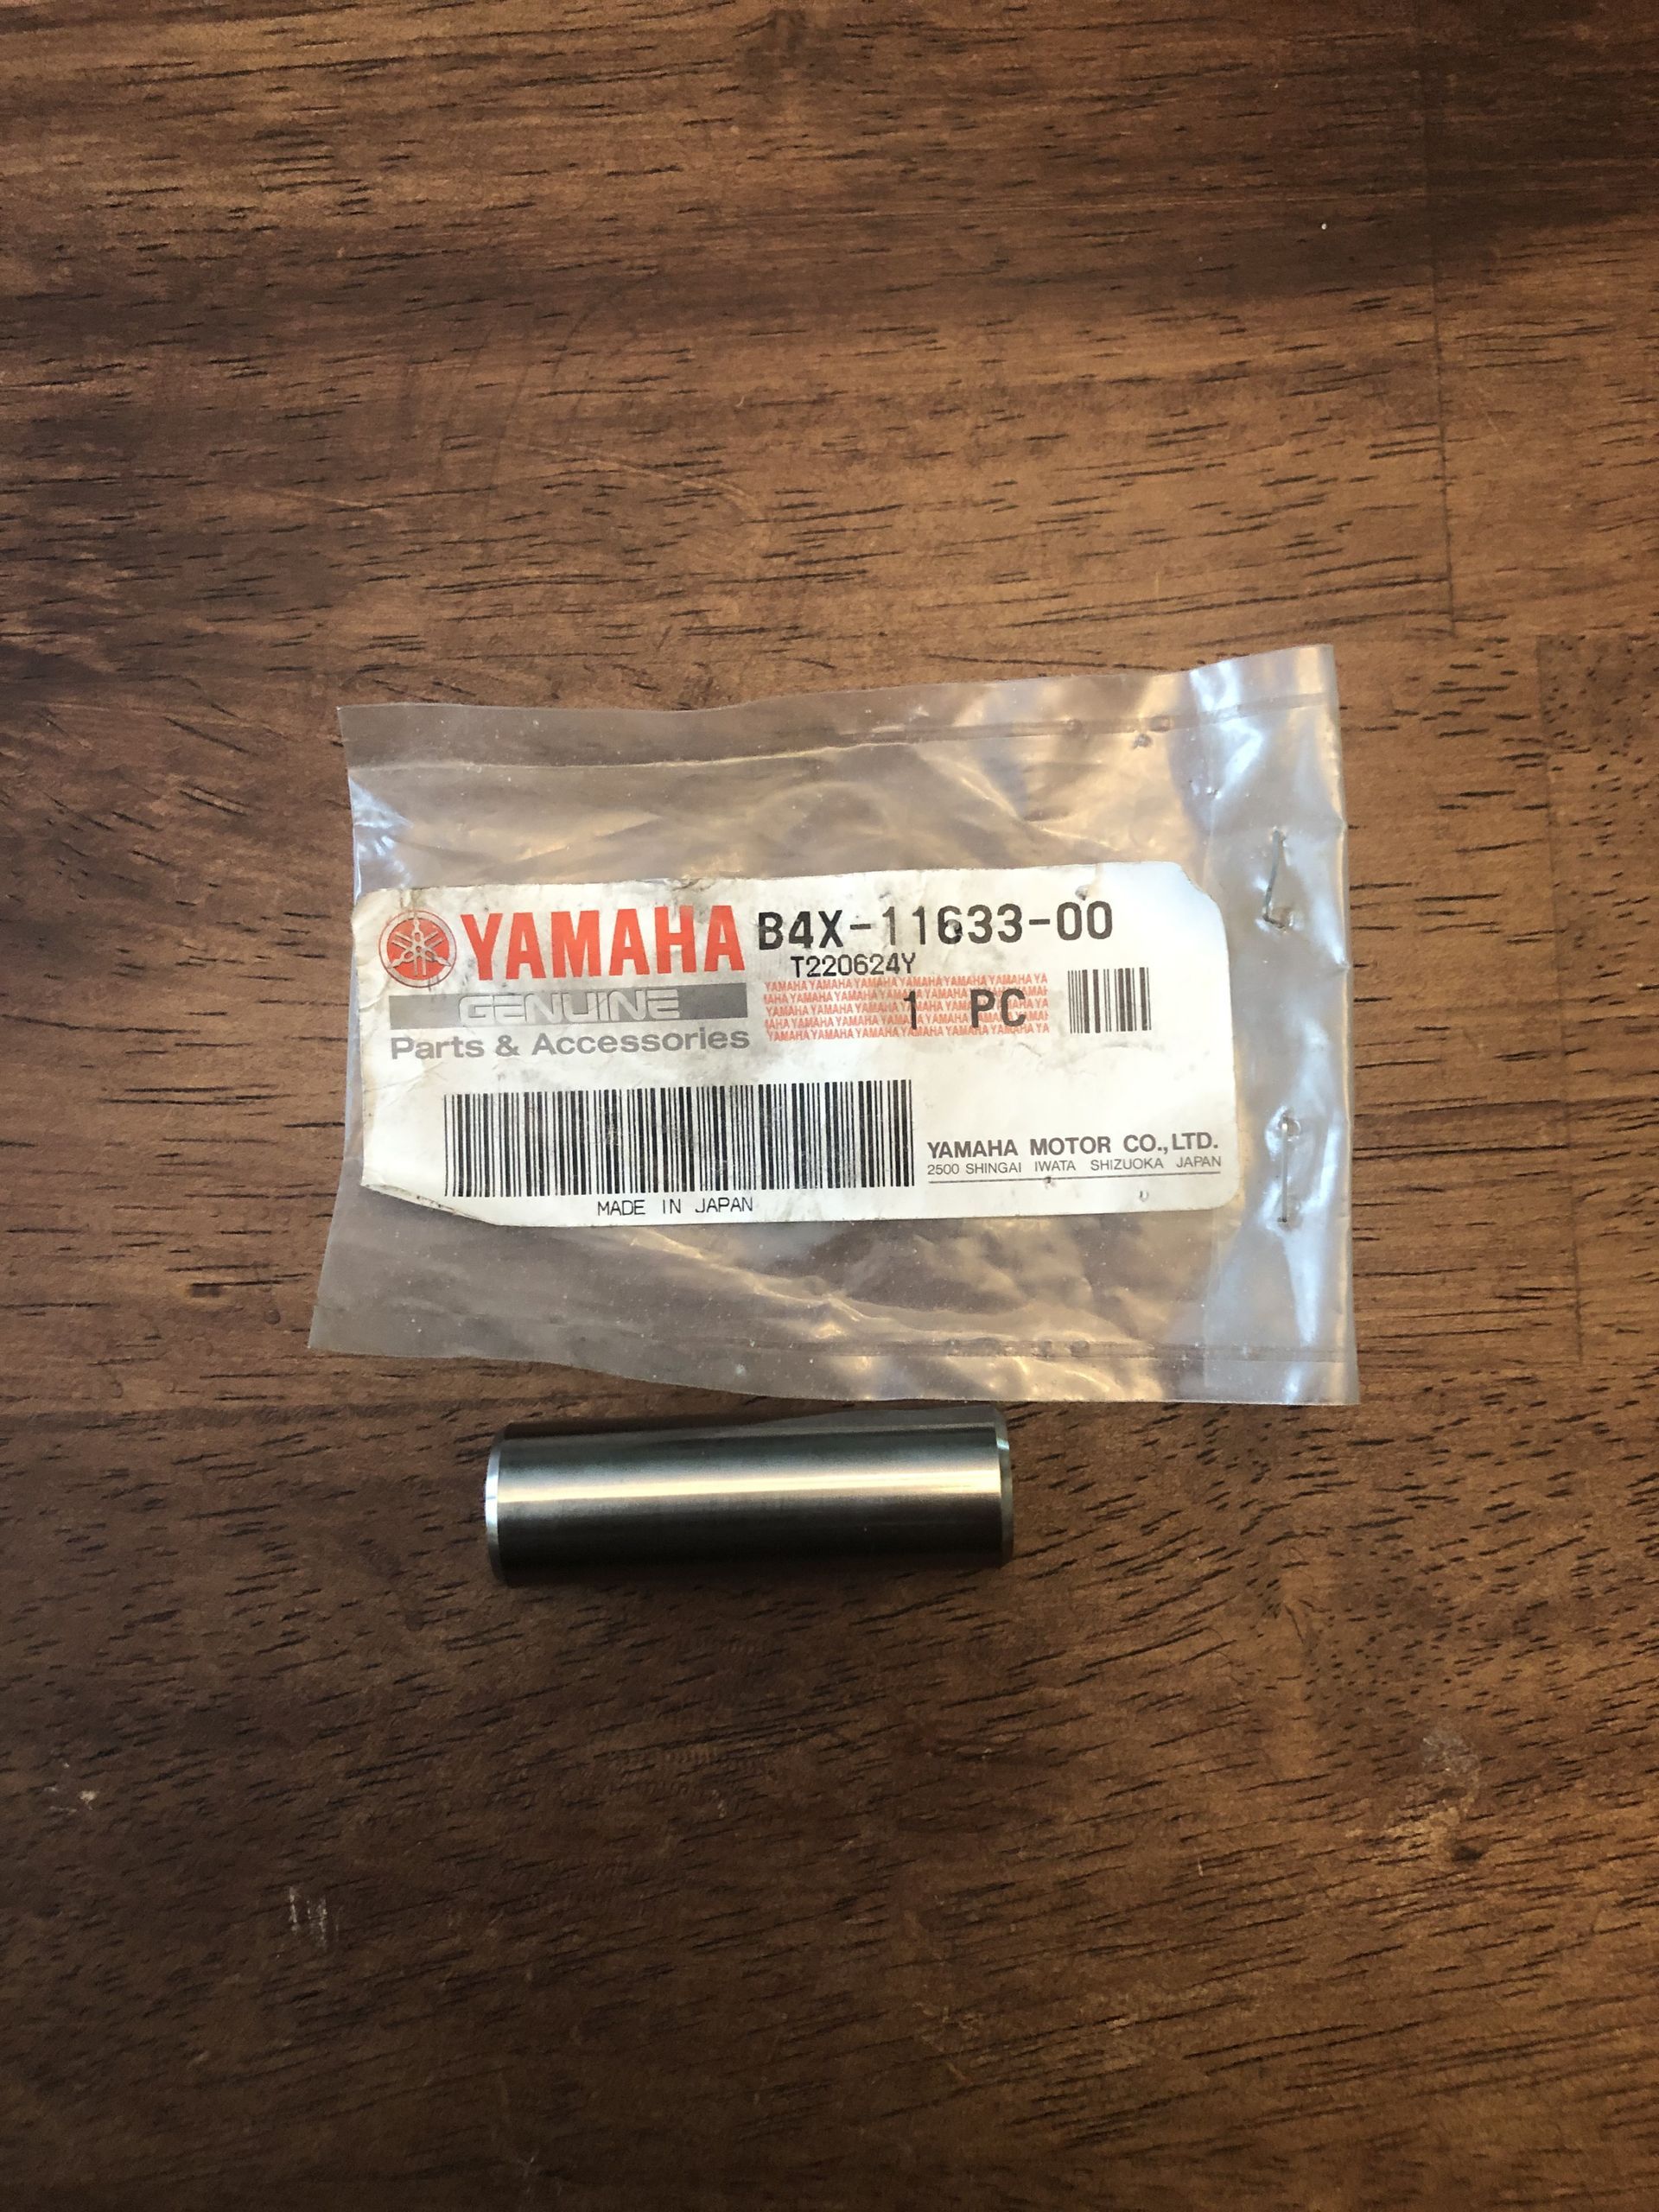 YAMAHA B4X-11633-00
T220624Y
GENUINE 1 PC
Parts & Accessories
YAMAHA MOTOR CO.,LTD.
2500 SHINGAI IWATA SHIZUOKA JAPAN
MADE IN JAPAN